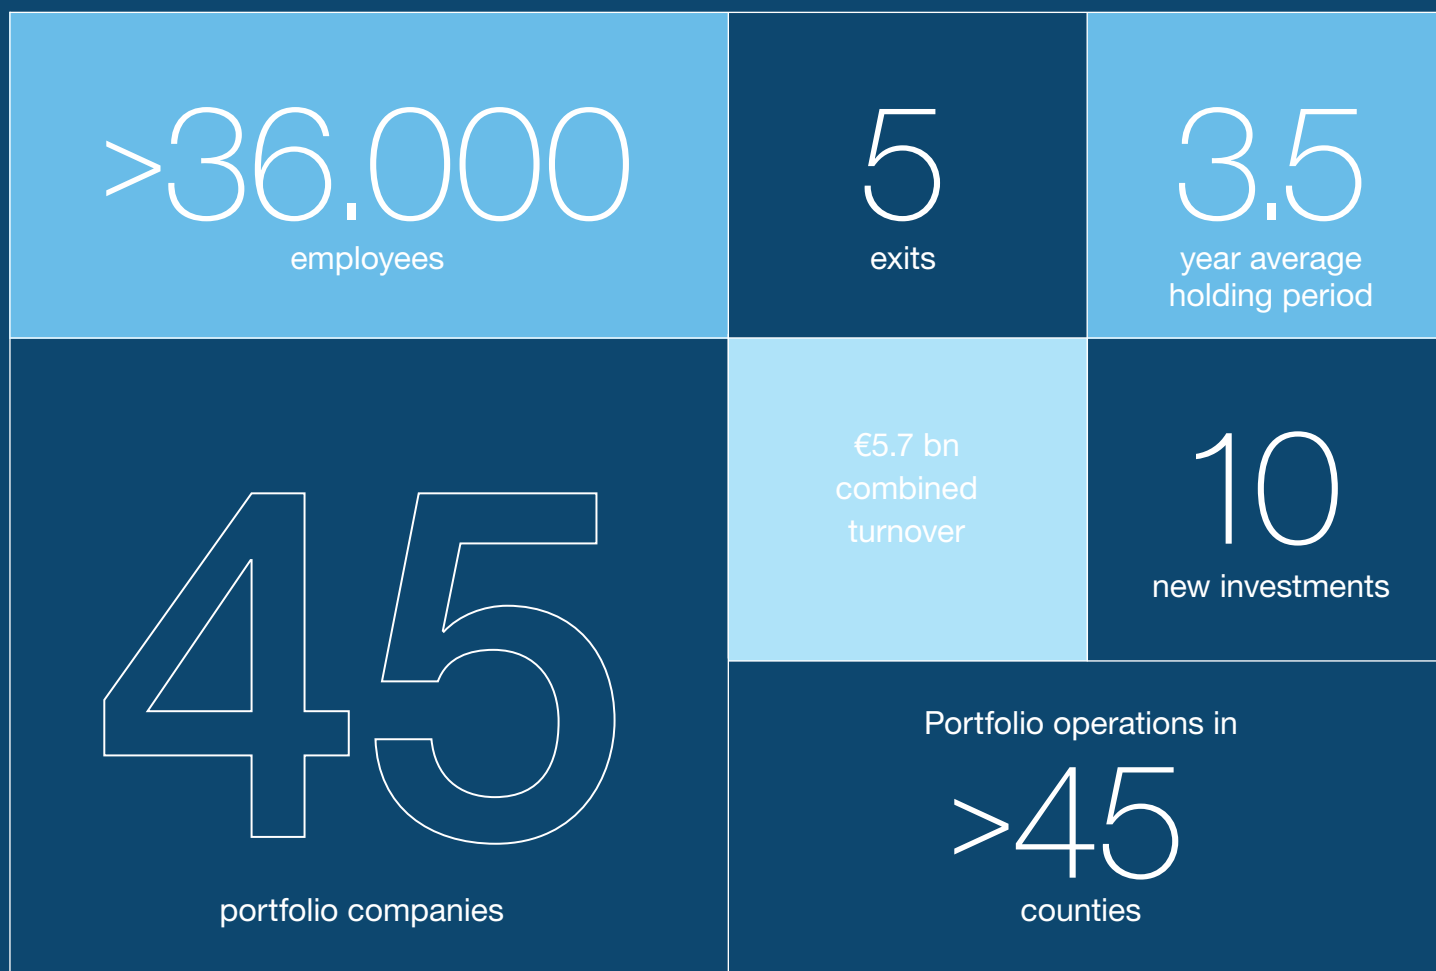 >36.000
employees
5
exits
3.5
year average
holding period
45
portfolio companies
€5.7 bn
combined
turnover
10
new investments
Portfolio operations in
>45
counties